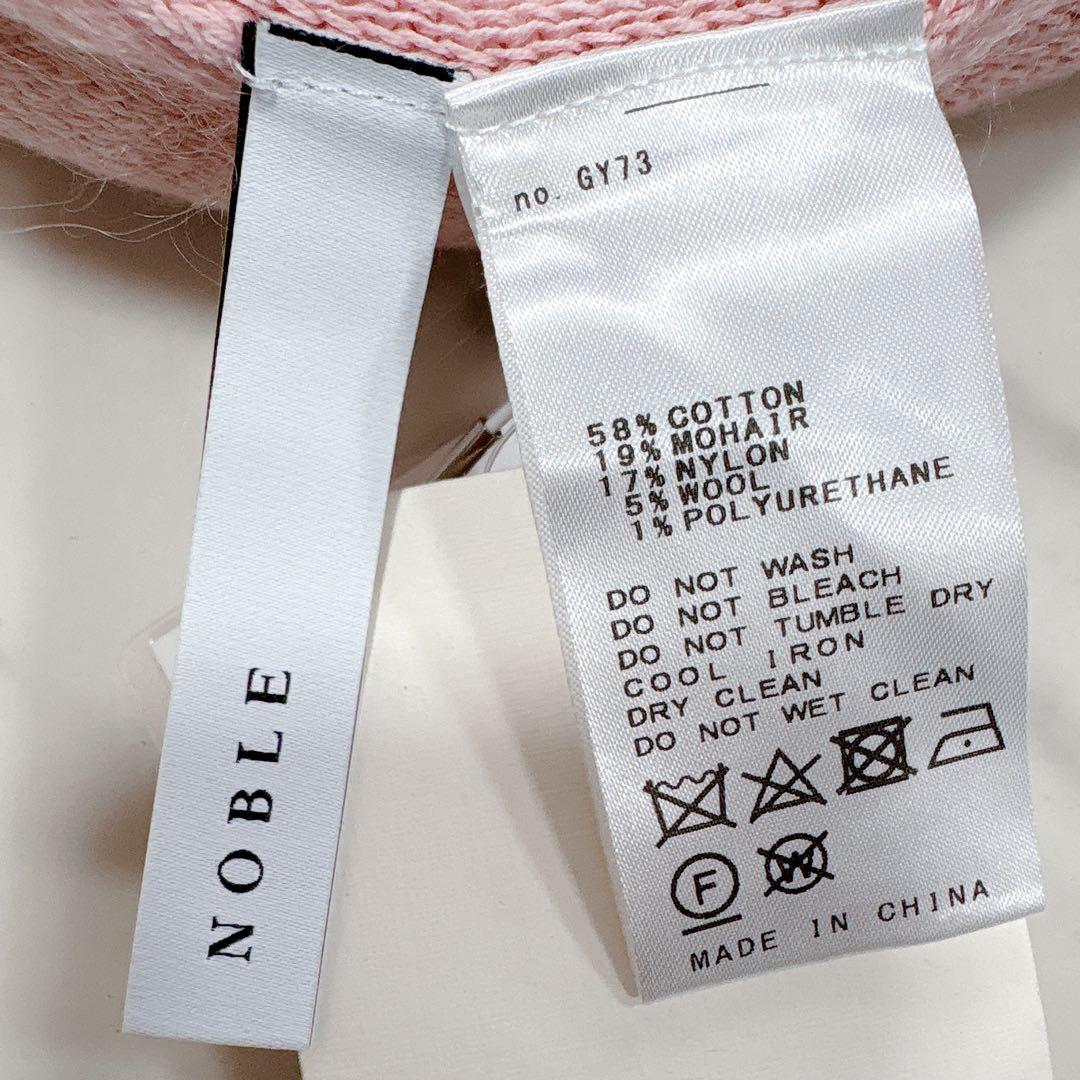 NOBLE
no. GY73
58% COTTON
19% MOHAIR
17% NYLON
5% WOOL
1% POLYURETHANE
DO NOT WASH
DO NOT BLEACH
DO NOT TUMBLE DRY
COOL IRON
DRY CLEAN
DO NOT WET CLEAN
F W
MADE IN CHINA